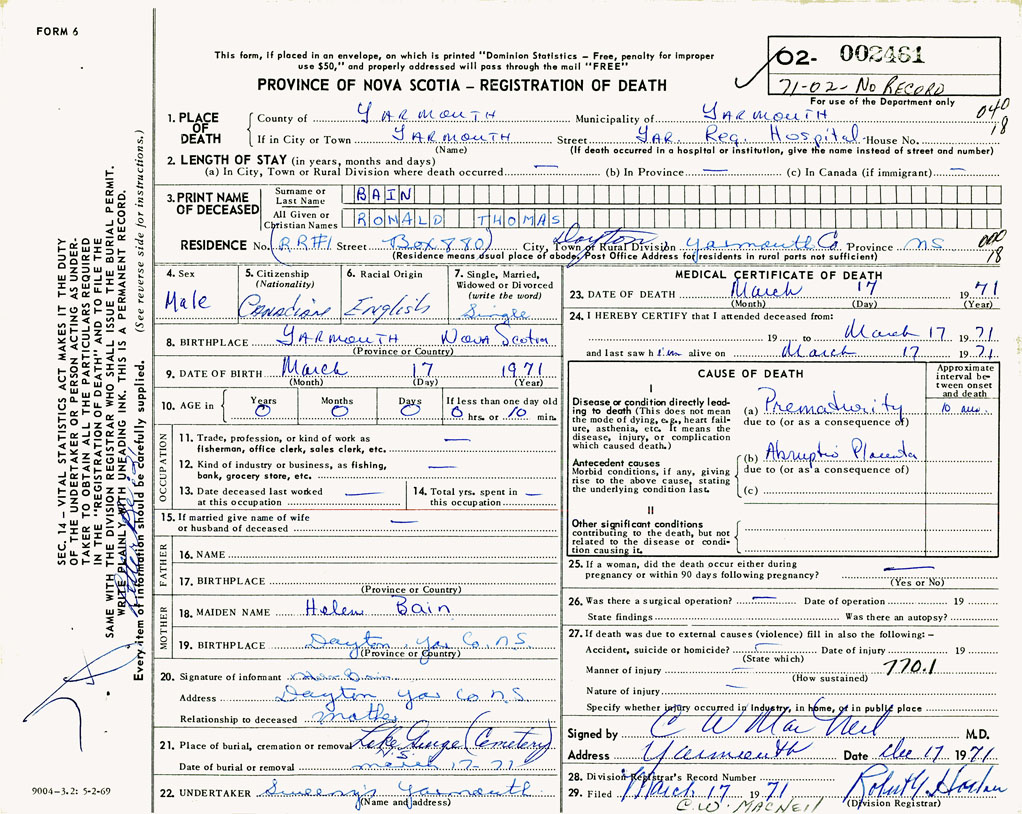 FORM 6
This form, if placed in an envelope, on which is printed "Dominion Statistics – Free, penalty for improper
use $50," and properly addressed will pass through the mail "FREE"
PROVINCE OF NOVA SCOTIA – REGISTRATION OF DEATH
02- 002481
71-02- NO RECORD
For use of the Department only
040
18
1. PLACE OF DEATH
County of YARMOUTH Municipality of YARMOUTH
If in City or Town YARMOUTH Street YAR. Reg. Hospital House No.
(Name) (If death occurred in a hospital or institution, give the name instead of street and number)
2. LENGTH OF STAY (in years, months and days)
(a) In City, Town or Rural Division where death occurred — (b) In Province — (c) In Canada (if immigrant) —
3. PRINT NAME OF DECEASED
Surname or Last Name BAIN
All Given or Christian Names RONALD THOMAS
RESIDENCE No. (RR#1 Street Box 880) City, Town or Rural Division Dayton Yarmouth Co. Province NS
(Residence means usual place of abode. Post Office Address for residents in rural parts not sufficient)
000
18
4. Sex
Male
5. Citizenship (Nationality)
Canadian
6. Racial Origin
English
7. Single, Married, Widowed or Divorced (write the word)
Single
8. BIRTHPLACE YARMOUTH NOVA Scotia
(Province or Country)
9. DATE OF BIRTH March 17 1971
(Month) (Day) (Year)
10. AGE in Years 0 Months 0 Days 0 If less than one day old 0 hrs. or 10 min.
OCCUPATION
11. Trade, profession, or kind of work as fisherman, office clerk, sales clerk, etc. —
12. Kind of industry or business, as fishing, bank, grocery store, etc. —
13. Date deceased last worked at this occupation —
14. Total yrs. spent in this occupation —
15. If married give name of wife or husband of deceased —
FATHER
16. NAME
17. BIRTHPLACE
(Province or Country)
MOTHER
18. MAIDEN NAME Helen Bain
19. BIRTHPLACE Dayton Yar Co. N.S.
(Province or Country)
20. Signature of informant Bain
Address Dayton Yar Co N.S.
Relationship to deceased mother
21. Place of burial, cremation or removal Lake George (Cemetery) N.S.
Date of burial or removal March 17-71
22. UNDERTAKER Sweeny's Yarmouth
(Name and address)
MEDICAL CERTIFICATE OF DEATH
23. DATE OF DEATH March 17 1971
(Month) (Day) (Year)
24. I HEREBY CERTIFY that I attended deceased from:
19 to March 17 1971
and last saw him alive on March 17 1971
CAUSE OF DEATH
Approximate interval between onset and death
I
Disease or condition directly leading to death (This does not mean the mode of dying, e.g., heart failure, asthenia, etc. It means the disease, injury, or complication which caused death.)
(a) Prematurity 10 min.
due to (or as a consequence of)
Antecedent causes
Morbid conditions, if any, giving rise to the above cause, stating the underlying condition last.
(b) Abruptio Placenta
due to (or as a consequence of)
(c)
II
Other significant conditions
contributing to the death, but not related to the disease or condition causing it.
25. If a woman, did the death occur either during
pregnancy or within 90 days following pregnancy? —
(Yes or No)
26. Was there a surgical operation? — Date of operation 19
State findings Was there an autopsy?
27. If death was due to external causes (violence) fill in also the following: –
Accident, suicide or homicide? — Date of injury 19
(State which)
Manner of injury — 770.1
(How sustained)
Nature of injury —
Specify whether injury occurred in industry, in home, or in public place
Signed by C W MacNeil M.D.
Address Yarmouth Date Dec 17 1971
28. Division Registrar's Record Number
29. Filed March 17 1971
(Division Registrar)
C.W. MACNEIL
SEC. 14 – VITAL STATISTICS ACT MAKES IT THE DUTY
OF THE UNDERTAKER OR PERSON ACTING AS UNDER-
TAKER TO OBTAIN ALL THE PARTICULARS REQUIRED
IN THE "REGISTRATION OF DEATH" AND TO FILE THE
SAME WITH THE DIVISION REGISTRAR WHO SHALL ISSUE THE BURIAL PERMIT.
WRITE PLAINLY WITH UNFADING INK. THIS IS A PERMANENT RECORD.
Every item of information should be carefully supplied. (See reverse side for instructions.)
9004-3.2: 5-2-69